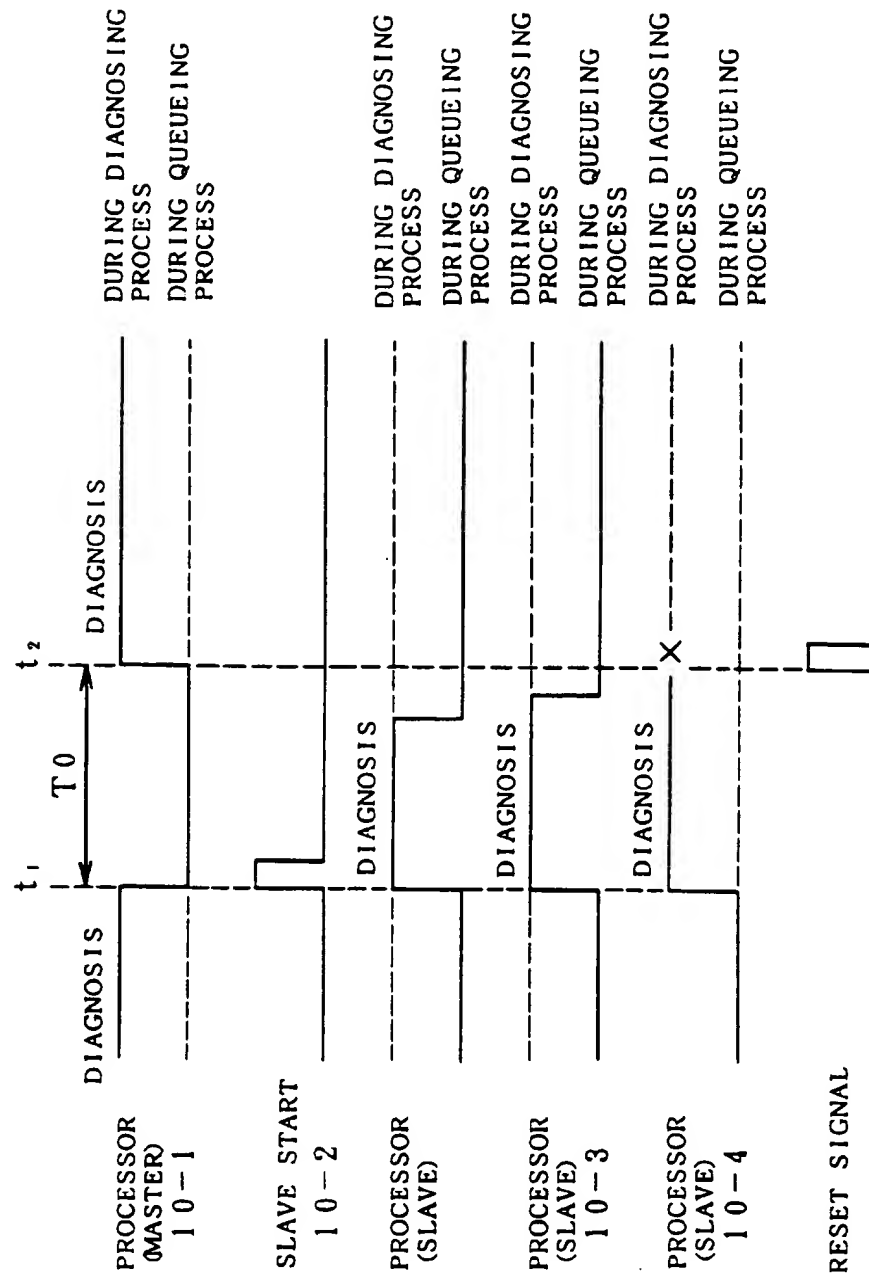 t₁
t₂
T0
DIAGNOSIS
DIAGNOSIS
PROCESSOR
(MASTER)
10-1
DURING DIAGNOSING
PROCESS
DURING QUEUEING
PROCESS
SLAVE START
10-2
PROCESSOR
(SLAVE)
DIAGNOSIS
DURING DIAGNOSING
PROCESS
DURING QUEUEING
PROCESS
PROCESSOR
(SLAVE)
10-3
DIAGNOSIS
DURING DIAGNOSING
PROCESS
DURING QUEUEING
PROCESS
PROCESSOR
(SLAVE)
10-4
DIAGNOSIS
×
DURING DIAGNOSING
PROCESS
DURING QUEUEING
PROCESS
RESET SIGNAL